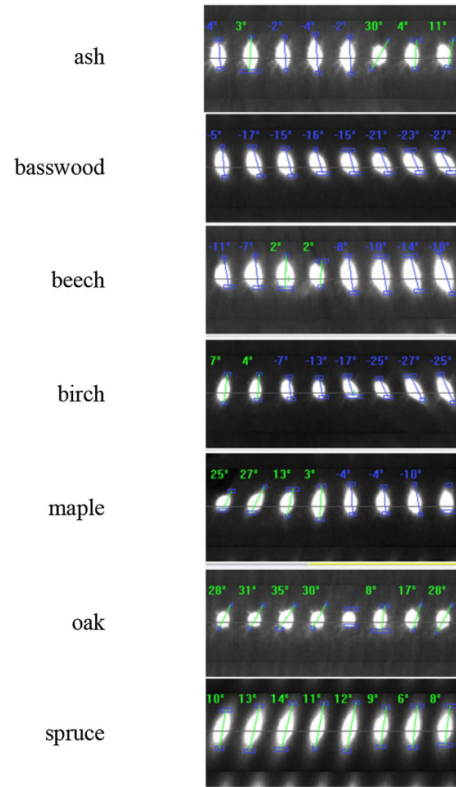 4° 3° -2° -4° -2° 30° 4° 11°
ash
-5° -17° -15° -16° -15° -21° -23° -27°
basswood
-11° -7° 2° 2° -8° -10° -14° -18°
beech
7° 4° -7° -13° -17° -25° -27° -25°
birch
25° 27° 13° 3° -4° -4° -10°
maple
28° 31° 35° 30° 8° 17° 28°
oak
10° 13° 14° 11° 12° 9° 6° 8°
spruce